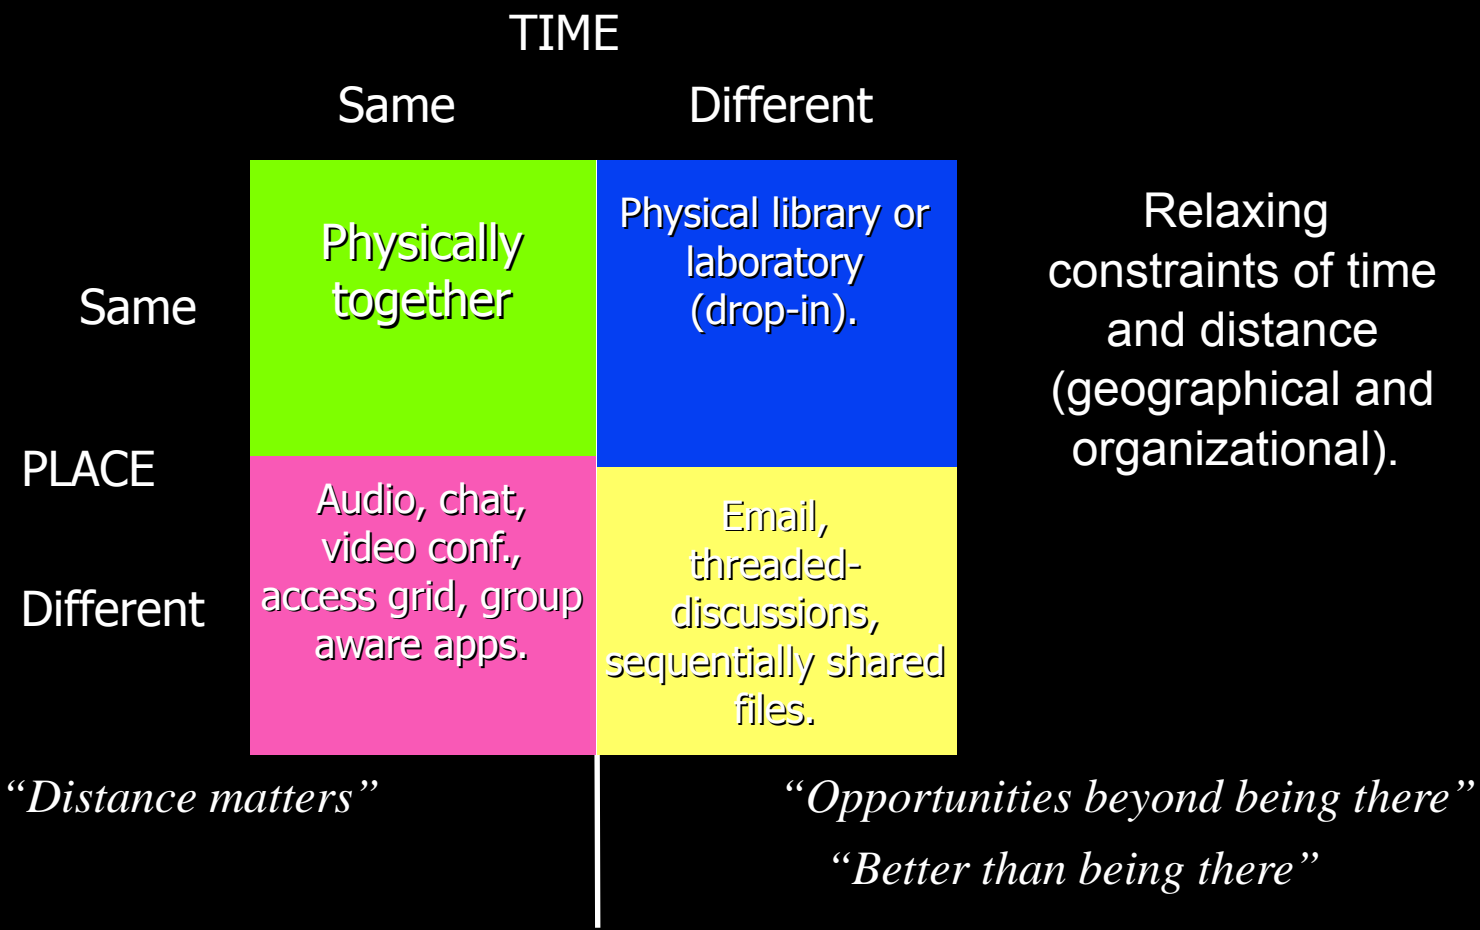 TIME
Same
Different
Same
PLACE
Different
Physically
together
Physical library or
laboratory
(drop-in).
Audio, chat,
video conf.,
access grid, group
aware apps.
Email,
threaded-
discussions,
sequentially shared
files.
Relaxing
constraints of time
and distance
(geographical and
organizational).
“Distance matters”
“Opportunities beyond being there”
“Better than being there”